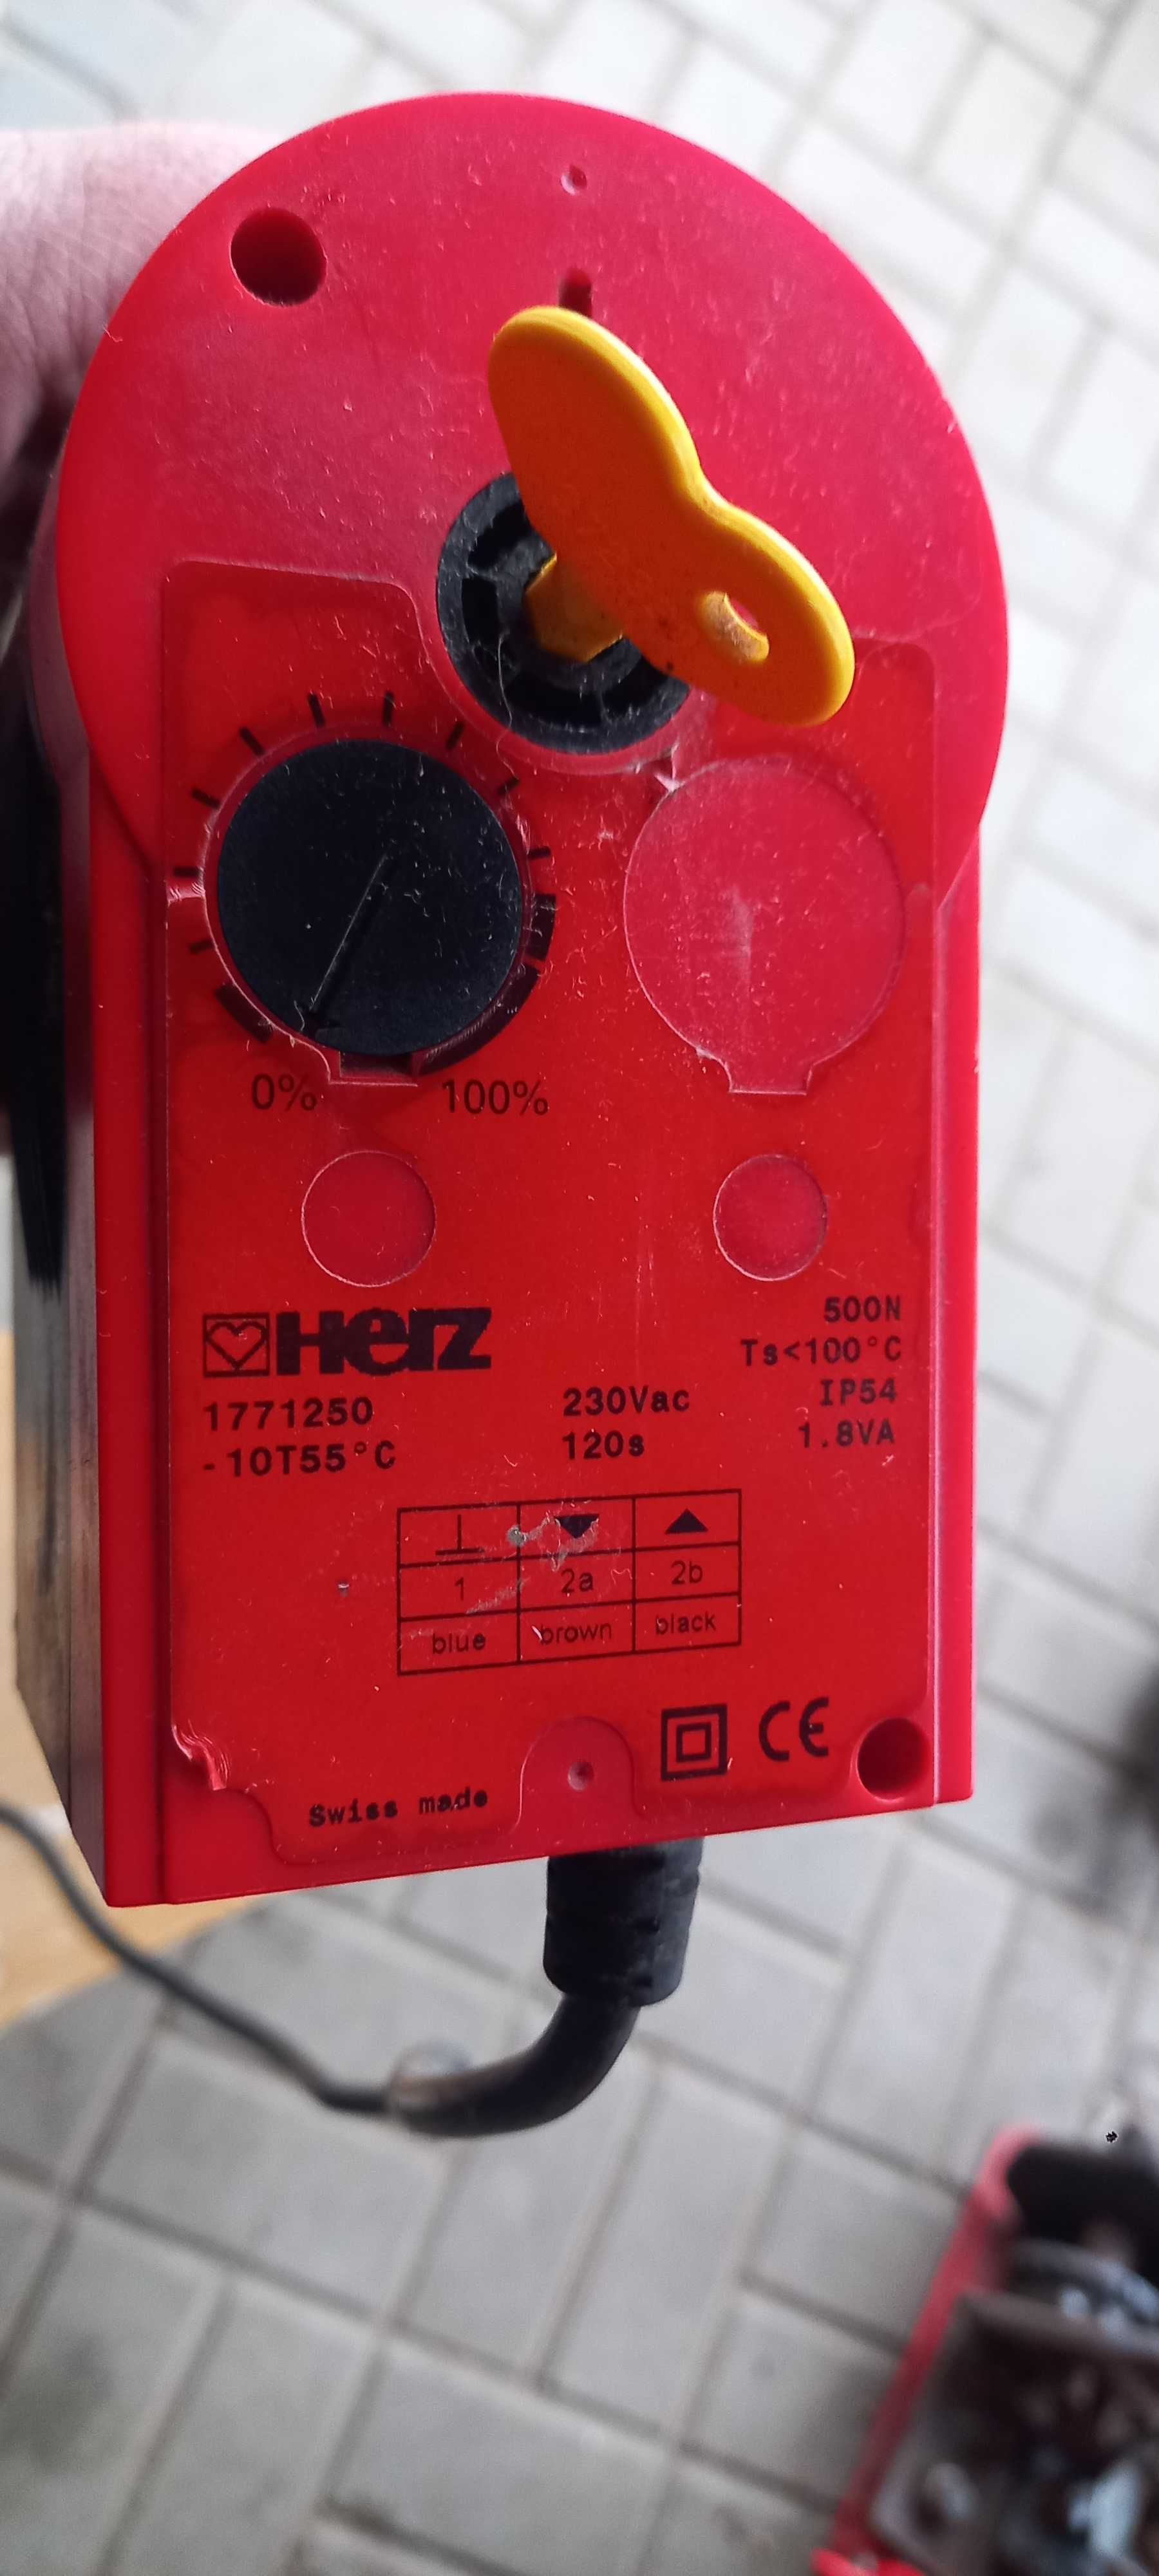 0% 100%
Herz
1771250
-10T55°C
230Vac
120s
500N
Ts<100°C
IP54
1.8VA
1 2a 2b
blue brown black
CE
Swiss made